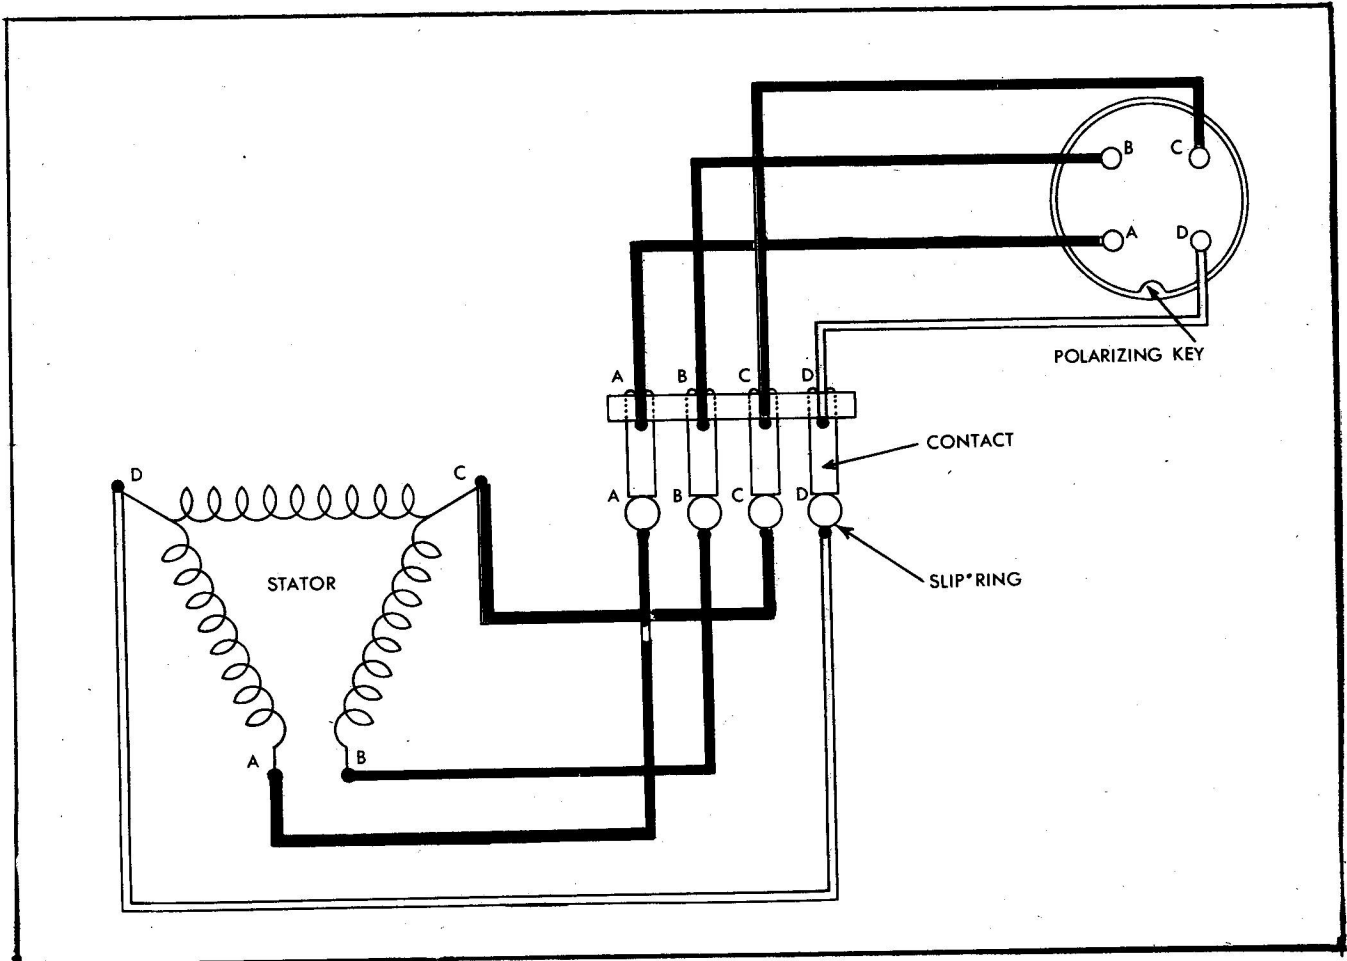 B C
A D
POLARIZING KEY
A B C D
CONTACT
D C
A B C D
STATOR
SLIP RING
A B